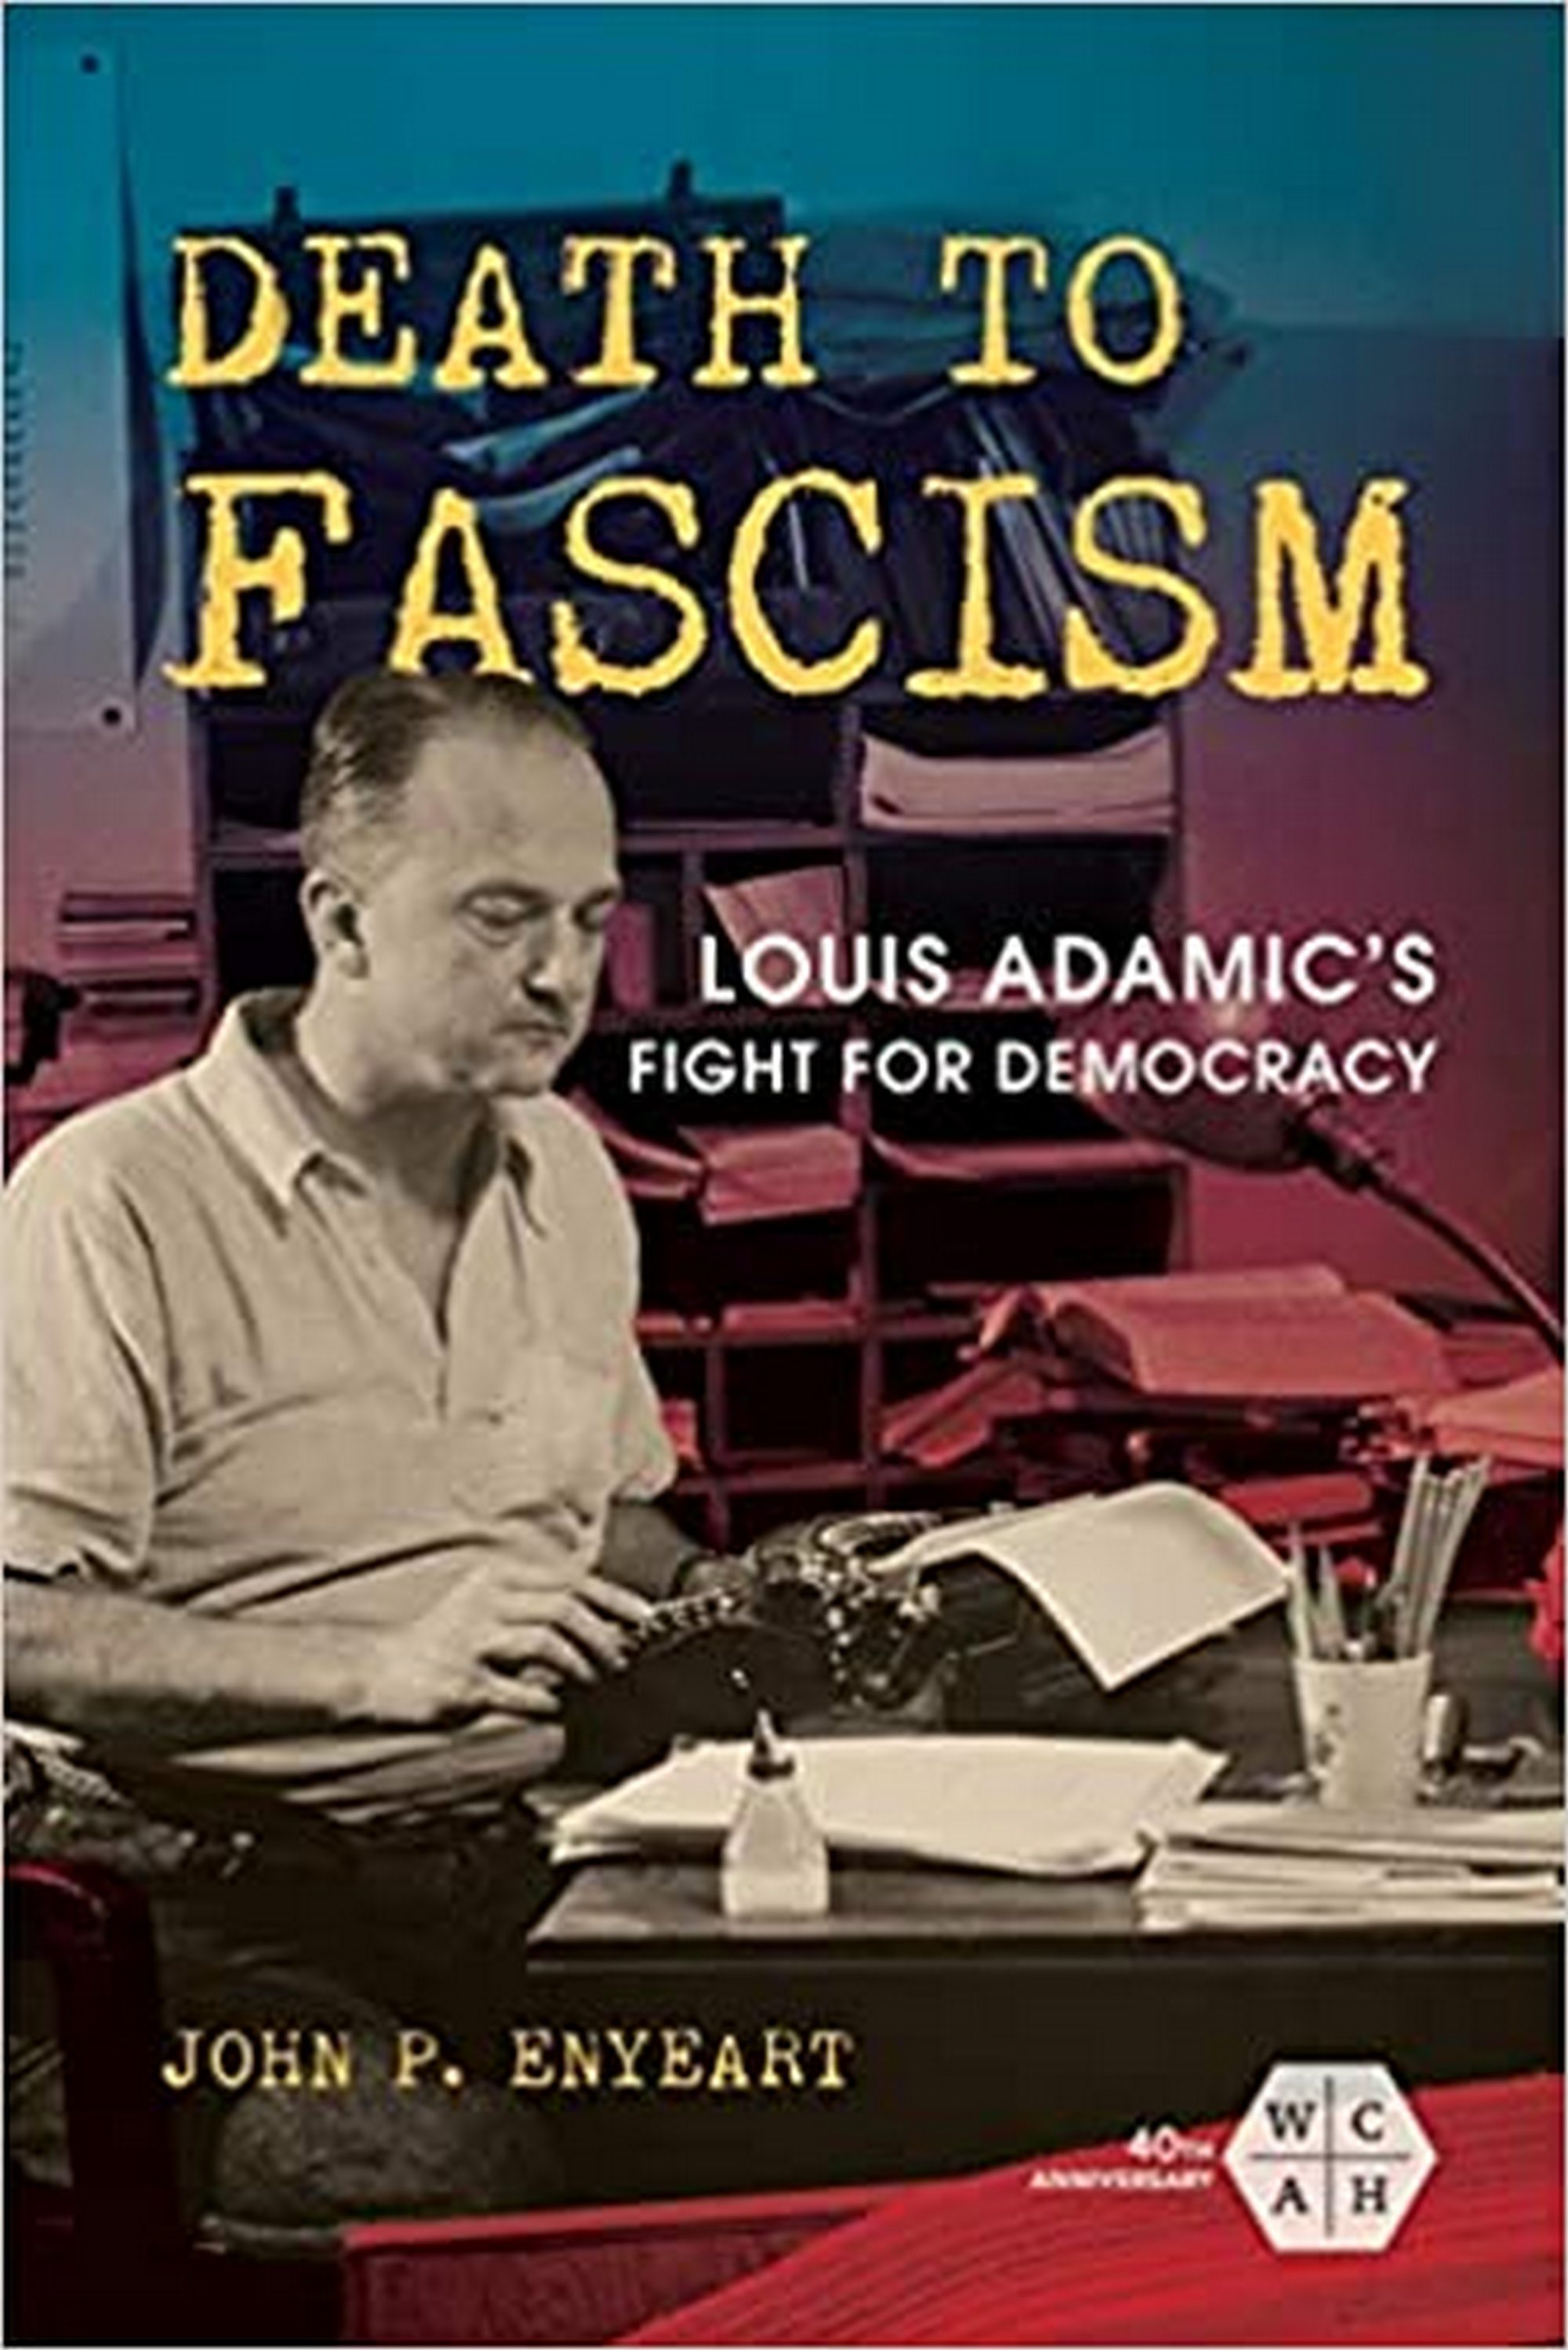 DEATH TO
FASCISM
LOUIS ADAMIC'S
FIGHT FOR DEMOCRACY
JOHN P. ENYEART
40TH
ANNIVERSARY
W C
A H